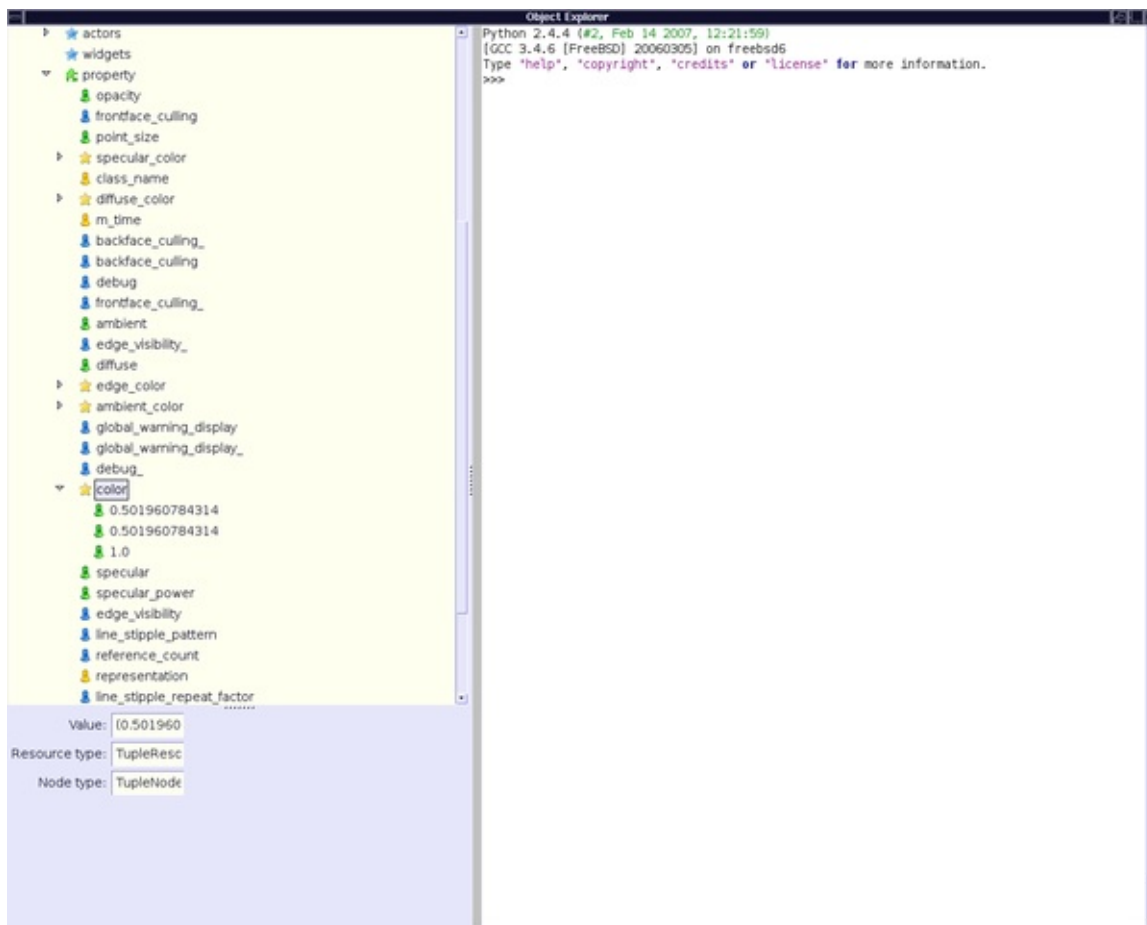 Object Explorer
actors
widgets
property
opacity
frontface_culling
point_size
specular_color
class_name
diffuse_color
m_time
backface_culling_
backface_culling
debug
frontface_culling_
ambient
edge_visibility_
diffuse
edge_color
ambient_color
global_warning_display
global_warning_display_
debug_
color
0.501960784314
0.501960784314
1.0
specular
specular_power
edge_visibility
line_stipple_pattern
reference_count
representation
line_stipple_repeat_factor
Value: (0.501960
Resource type: TupleResc
Node type: TupleNode
Python 2.4.4 (#2, Feb 14 2007, 12:21:59)
[GCC 3.4.6 [FreeBSD] 20060305] on freebsd6
Type "help", "copyright", "credits" or "license" for more information.
>>>